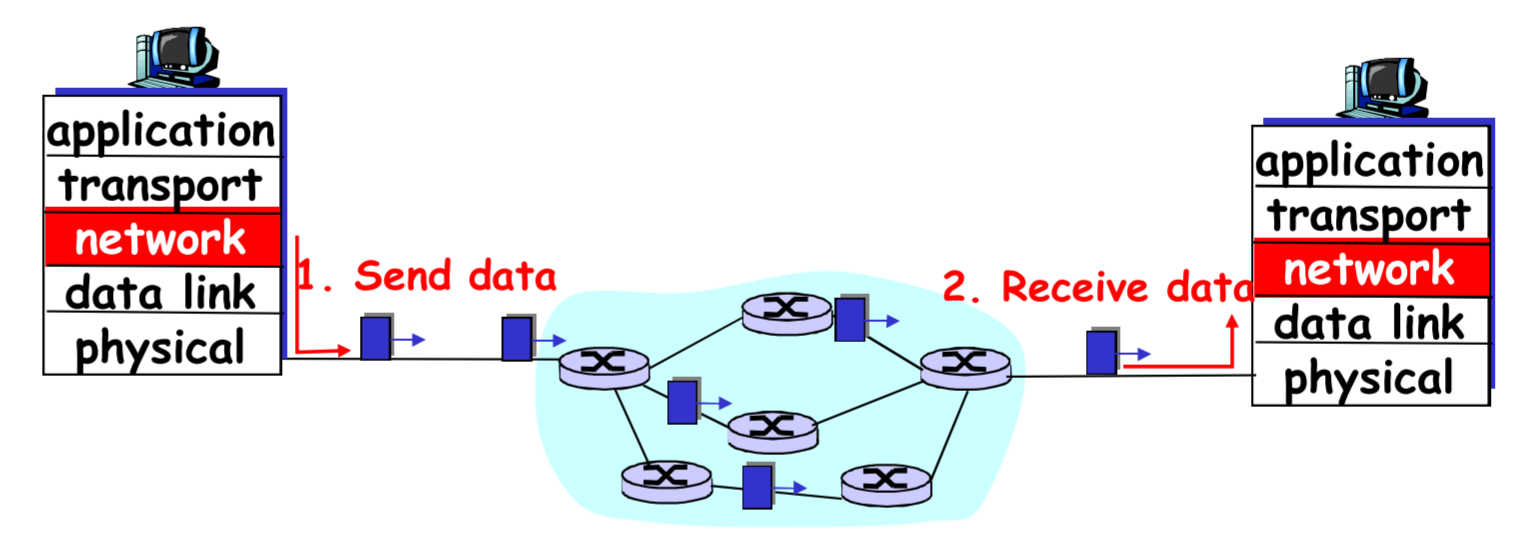 application
transport
network
data link
physical
1. Send data
2. Receive data
application
transport
network
data link
physical